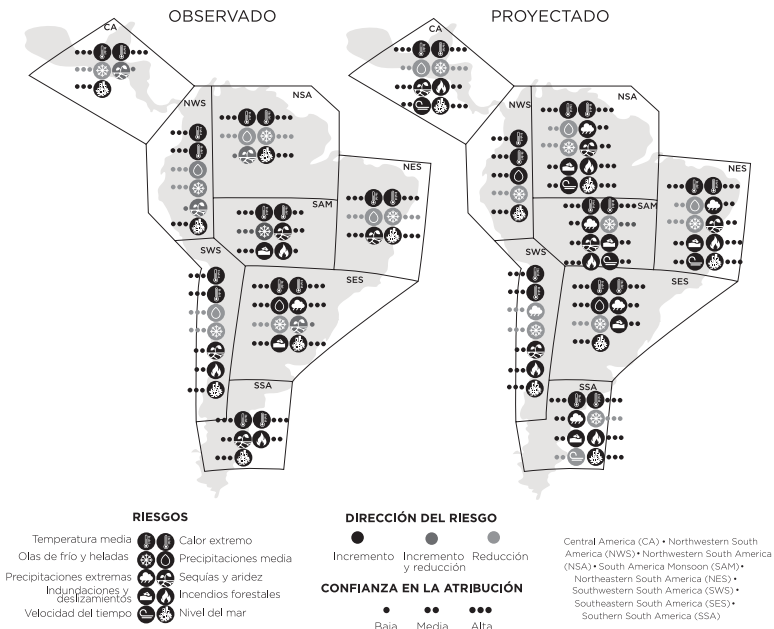 OBSERVADO
PROYECTADO
CA
NWS
NSA
NES
SAM
SWS
SES
SSA
CA
NWS
NSA
NES
SAM
SWS
SES
SSA
RIESGOS
Temperatura media
Calor extremo
Olas de frío y heladas
Precipitaciones media
Precipitaciones extremas
Sequías y aridez
Indundaciones y
deslizamientos
Incendios forestales
Velocidad del tiempo
Nivel del mar
DIRECCIÓN DEL RIESGO
Incremento
Incremento
y reducción
Reducción
CONFIANZA EN LA ATRIBUCIÓN
Baja
Media
Alta
Central America (CA) • Northwestern South
America (NWS) • Northwestern South America
(NSA) • South America Monsoon (SAM) •
Northeastern South America (NES) •
Southwestern South America (SWS) •
Southeastern South America (SES) •
Southern South America (SSA)